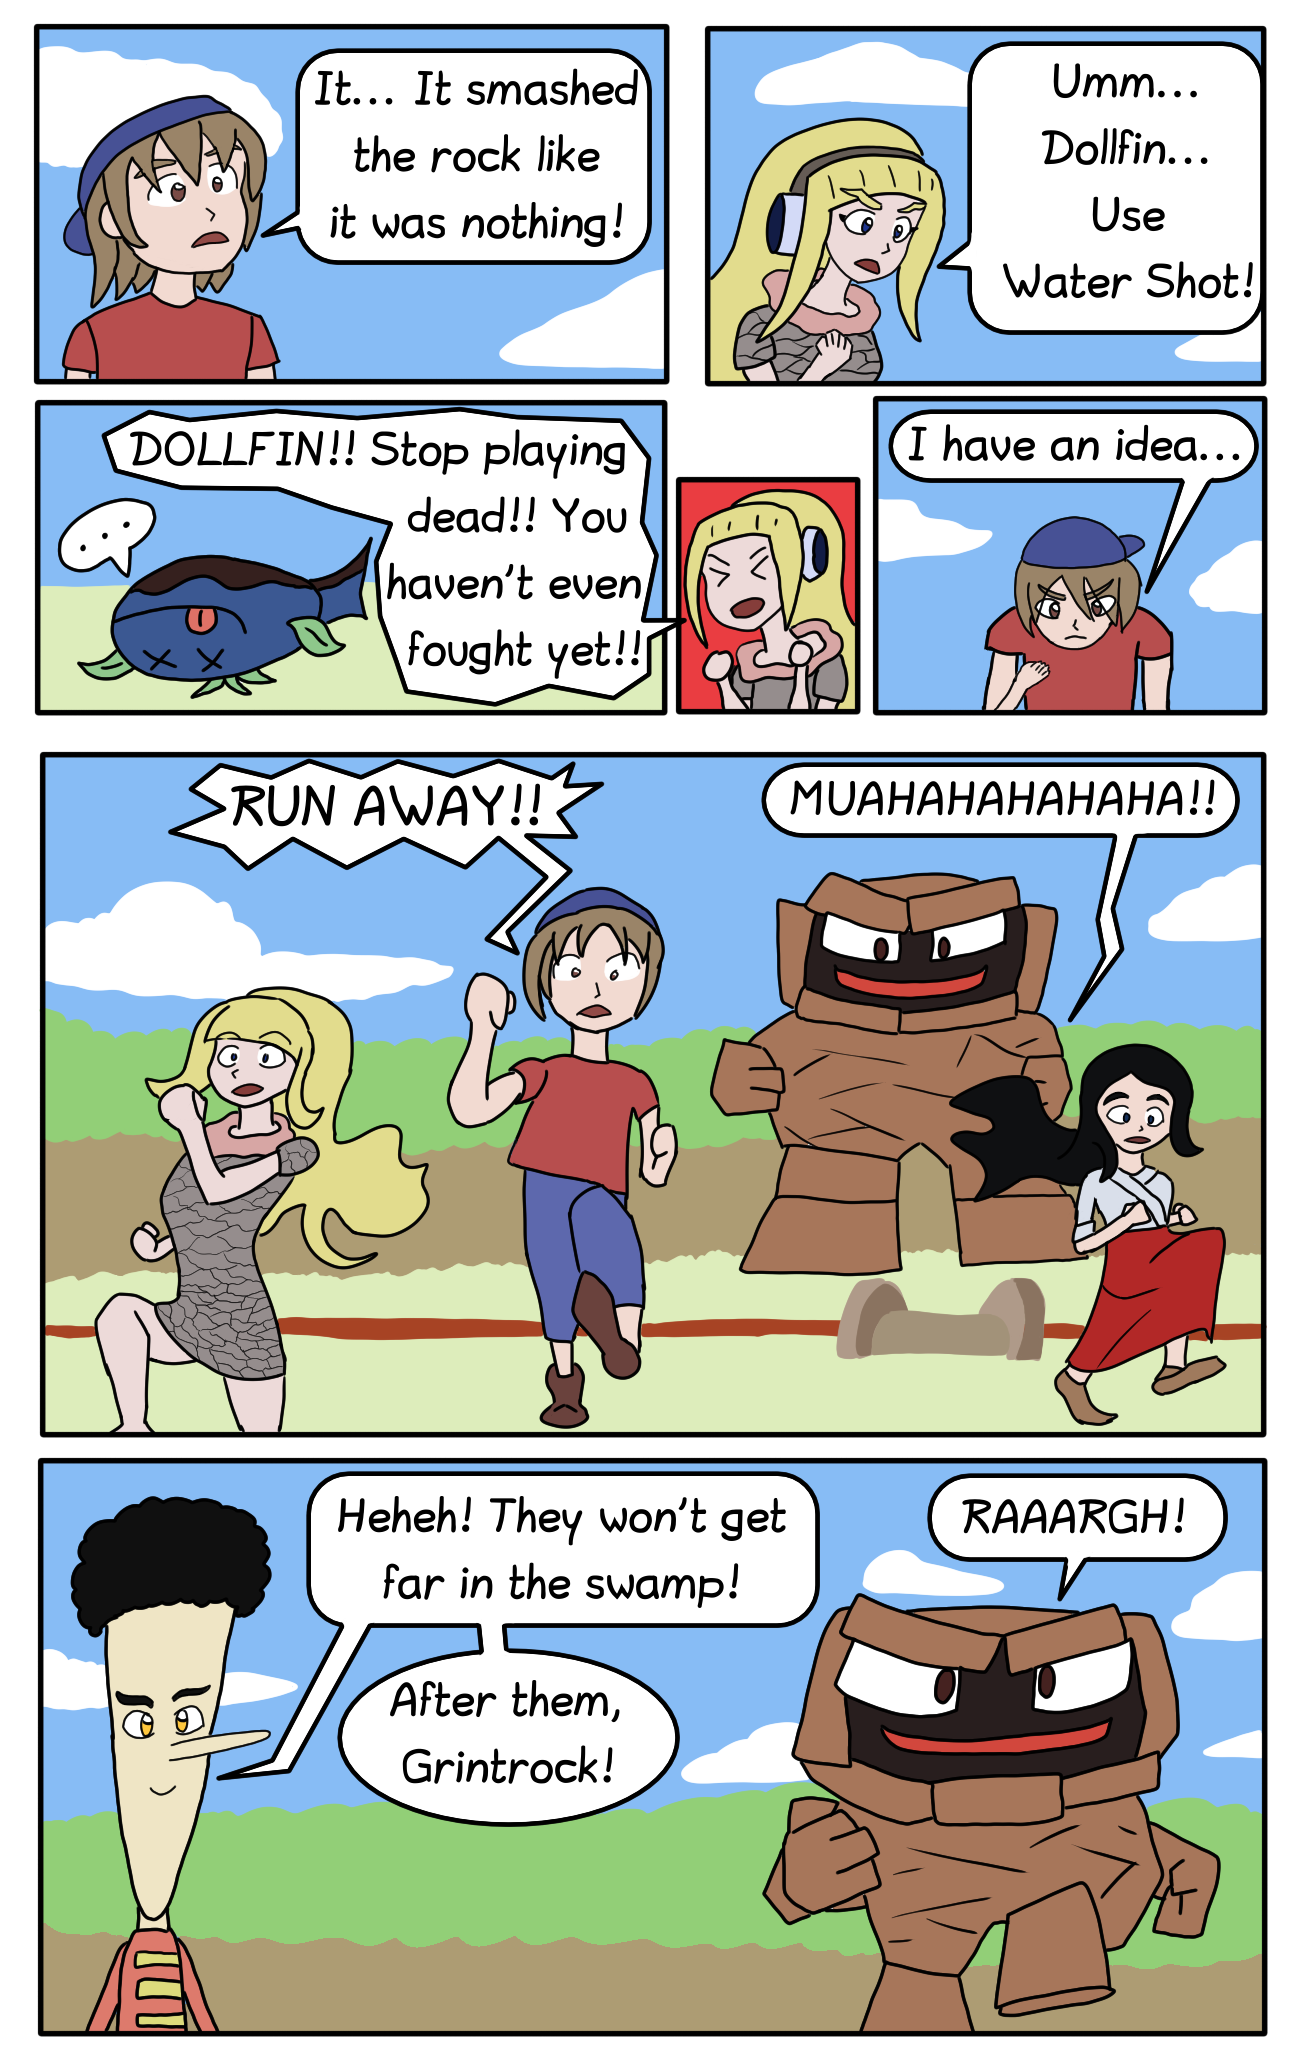 It... It smashed
the rock like
it was nothing!
Umm...
Dollfin...
Use
Water Shot!
...
DOLLFIN!! Stop playing
dead!! You
haven't even
fought yet!!
I have an idea...
RUN AWAY!!
MUAHAHAHAHAHA!!
Heheh! They won't get
far in the swamp!
After them,
Grintrock!
RAAARGH!